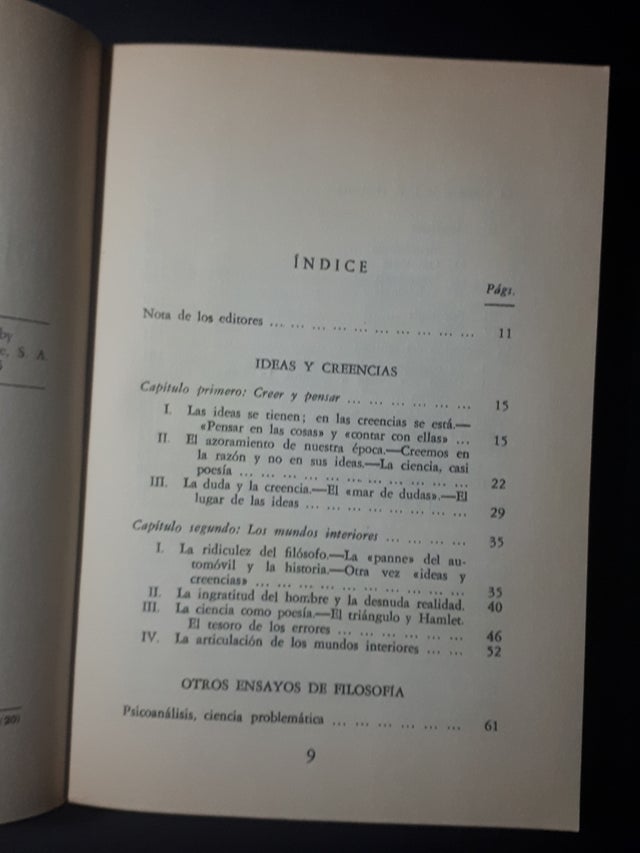 by
e, S. A.
(20)
ÍNDICE
Págs.
Nota de los editores ... ... ... ... ... ... ... ... ... ... 11
IDEAS Y CREENCIAS
Capítulo primero: Creer y pensar ... ... ... ... ... ... 15
I. Las ideas se tienen; en las creencias se está.—
«Pensar en las cosas» y «contar con ellas» ... 15
II. El azoramiento de nuestra época.—Creemos en
la razón y no en sus ideas.—La ciencia, casi
poesía ... ... ... ... ... ... ... ... ... ... ... 22
III. La duda y la creencia.—El «mar de dudas».—El
lugar de las ideas ... ... ... ... ... ... ... 29
Capítulo segundo: Los mundos interiores ... ... ... ... 35
I. La ridiculez del filósofo.—La «panne» del au-
tomóvil y la historia.—Otra vez «ideas y
creencias» ... ... ... ... ... ... ... ... ... ... 35
II. La ingratitud del hombre y la desnuda realidad. 40
III. La ciencia como poesía.—El triángulo y Hamlet.
El tesoro de los errores ... ... ... ... ... ... 46
IV. La articulación de los mundos interiores ... ... 52
OTROS ENSAYOS DE FILOSOFÍA
Psicoanálisis, ciencia problemática ... ... ... ... ... ... 61
9